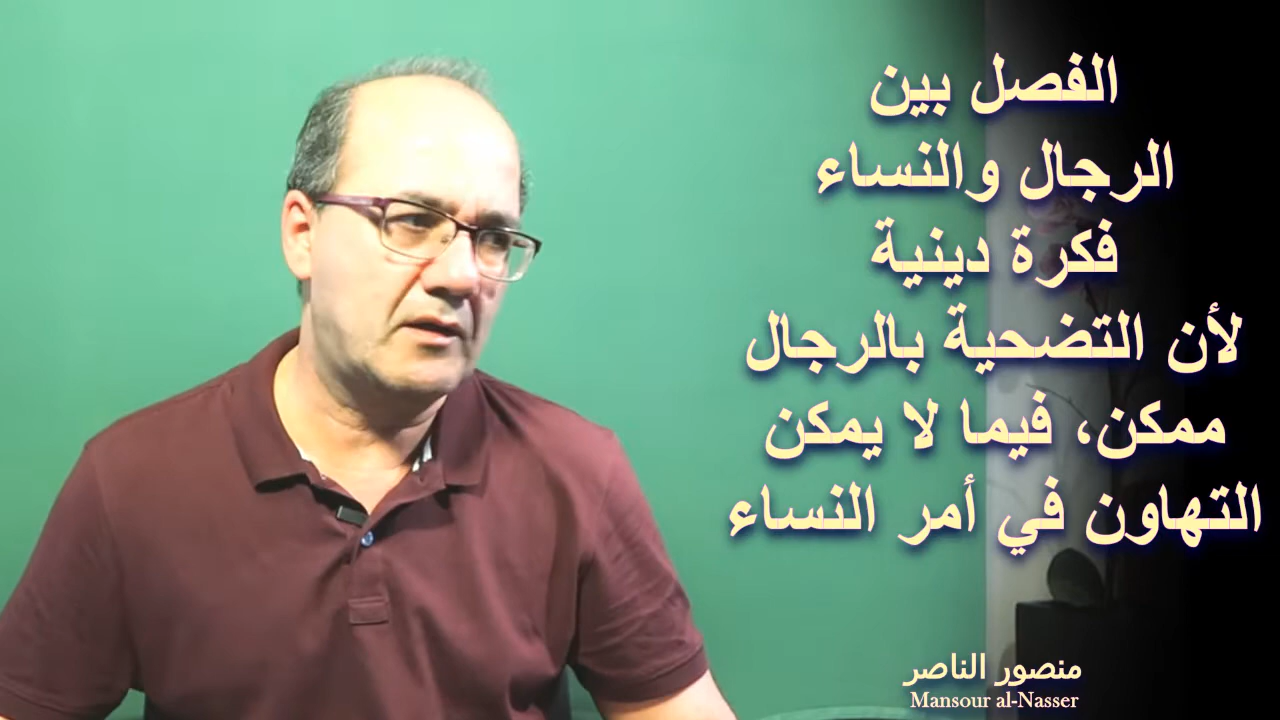 الفصل بين
الرجال والنساء
فكرة دينية
لأن التضحية بالرجال
ممكن، فيما لا يمكن
التهاون في أمر النساء
منصور الناصر
Mansour al-Nasser